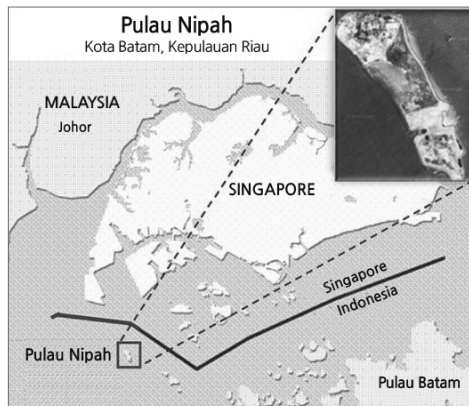 Pulau Nipah
Kota Batam, Kepulauan Riau
MALAYSIA
Johor
SINGAPORE
Singapore
Indonesia
Pulau Nipah
Pulau Batam